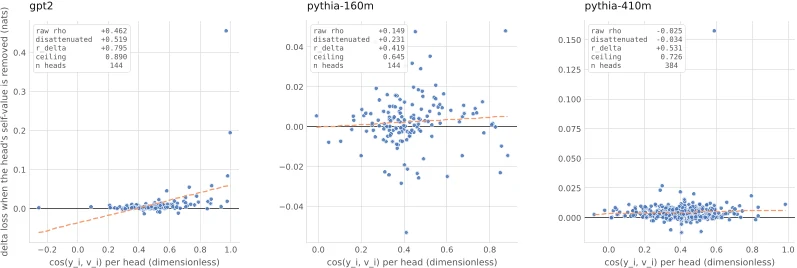 gpt2
raw rho +0.462
disattenuated +0.519
r_delta +0.795
ceiling 0.890
n heads 144
delta loss when the head's self-value is removed (nats)
0.4
0.3
0.2
0.1
0.0
−0.2 0.0 0.2 0.4 0.6 0.8 1.0
cos(y_i, v_i) per head (dimensionless)
pythia-160m
raw rho +0.149
disattenuated +0.231
r_delta +0.419
ceiling 0.645
n heads 144
0.04
0.02
0.00
−0.02
−0.04
0.0 0.2 0.4 0.6 0.8
cos(y_i, v_i) per head (dimensionless)
pythia-410m
raw rho -0.025
disattenuated -0.034
r_delta +0.531
ceiling 0.726
n heads 384
0.150
0.125
0.100
0.075
0.050
0.025
0.000
0.0 0.2 0.4 0.6 0.8 1.0
cos(y_i, v_i) per head (dimensionless)